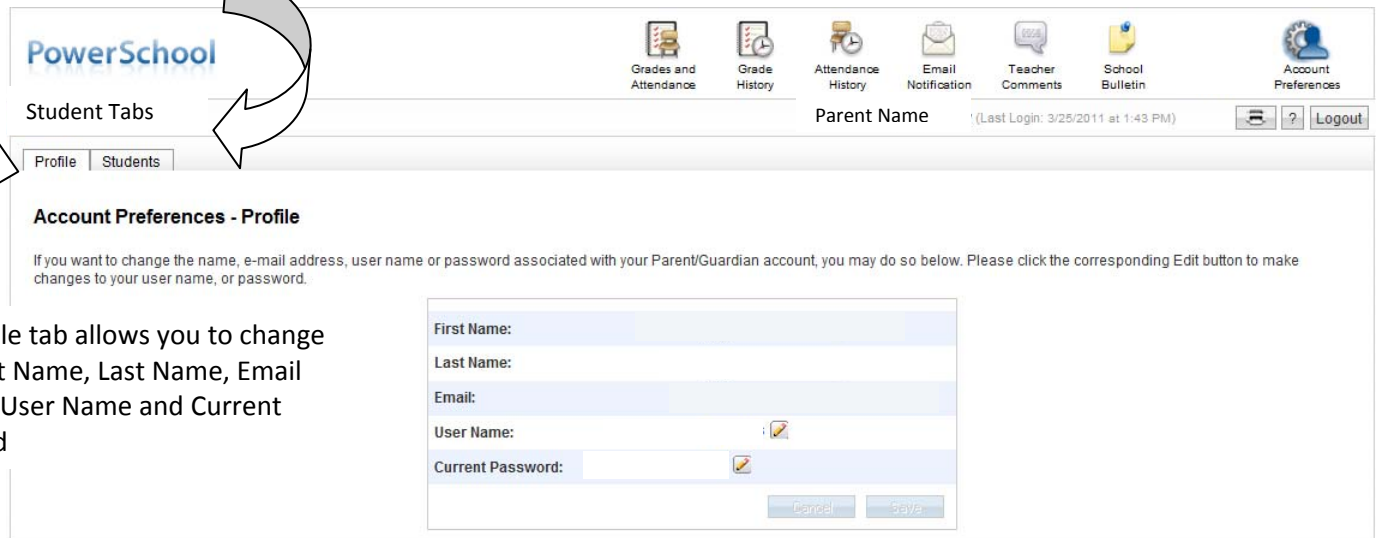 PowerSchool
Grades and Attendance
Grade History
Attendance History
Email Notification
Teacher Comments
School Bulletin
Account Preferences
Student Tabs
Parent Name
(Last Login: 3/25/2011 at 1:43 PM)
?
Logout
Profile
Students
Account Preferences - Profile
If you want to change the name, e-mail address, user name or password associated with your Parent/Guardian account, you may do so below. Please click the corresponding Edit button to make
changes to your user name, or password.
le tab allows you to change
t Name, Last Name, Email
User Name and Current
d
First Name:
Last Name:
Email:
User Name:
Current Password:
Cancel
Save